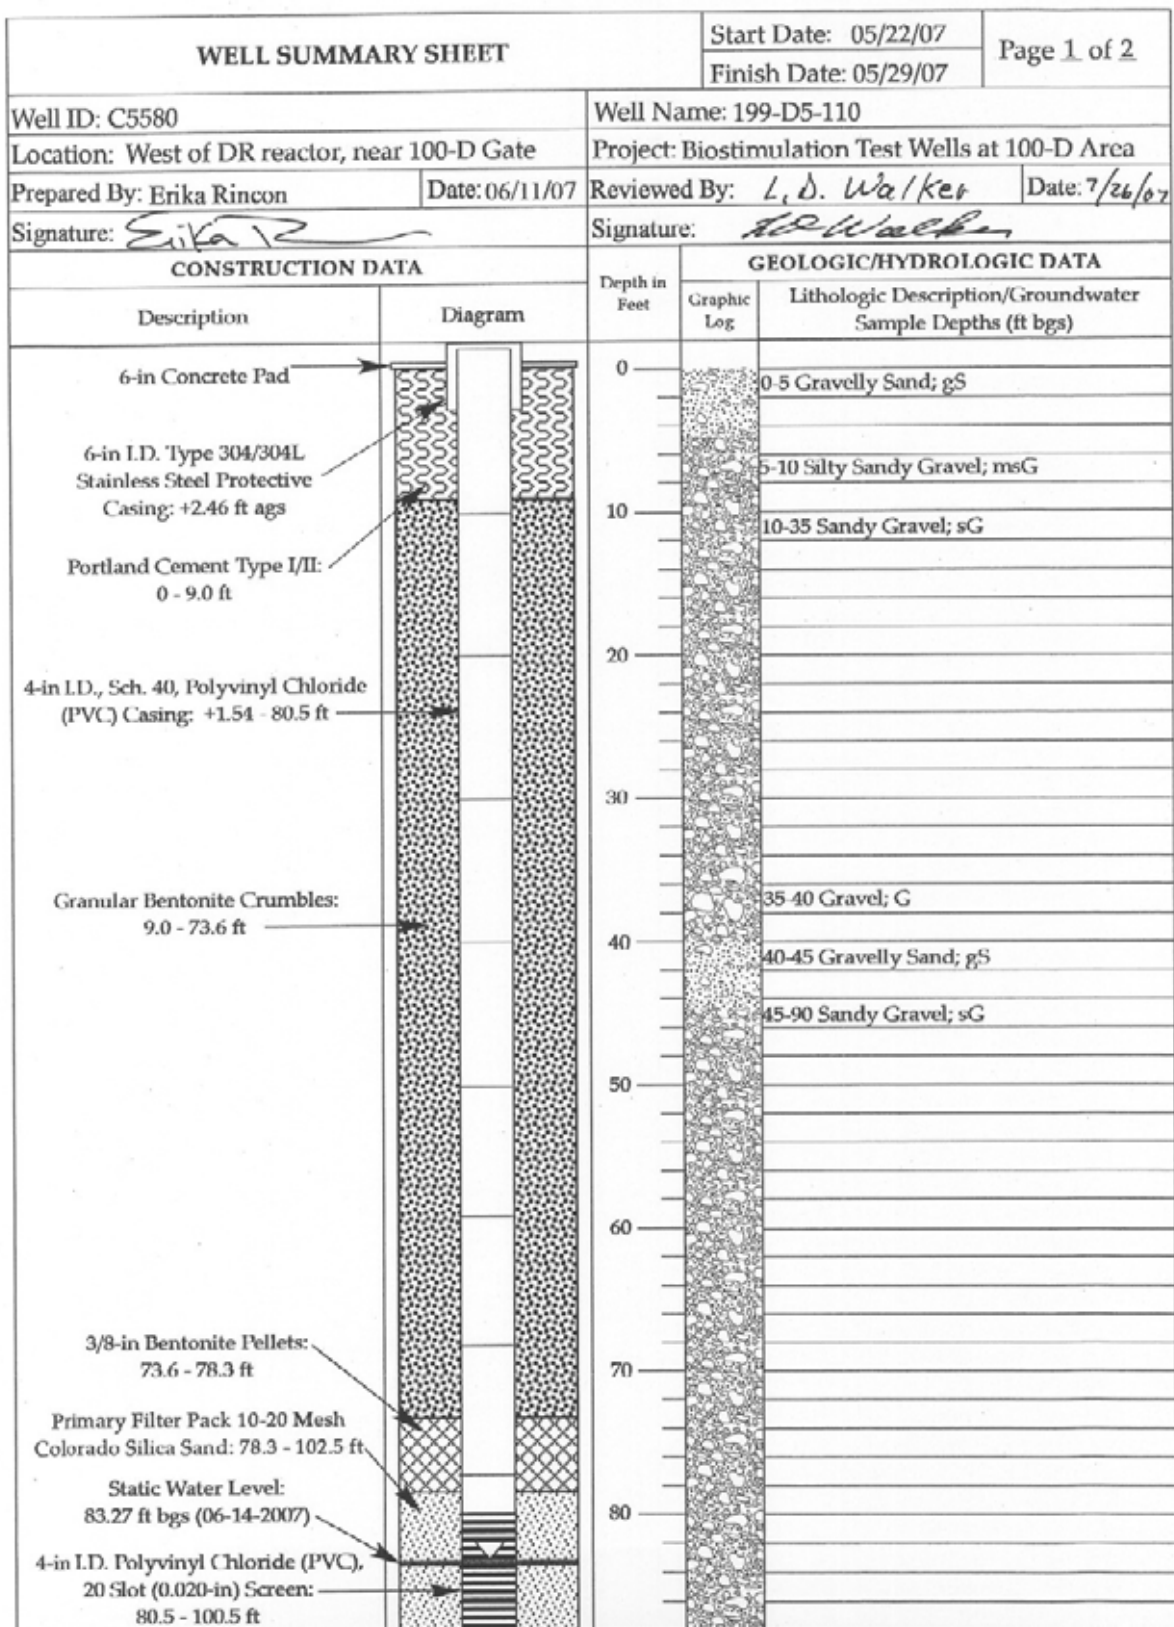 WELL SUMMARY SHEET
Start Date: 05/22/07
Finish Date: 05/29/07
Page 1 of 2
Well ID: C5580
Well Name: 199-D5-110
Location: West of DR reactor, near 100-D Gate
Project: Biostimulation Test Wells at 100-D Area
Prepared By: Erika Rincon
Date: 06/11/07
Reviewed By: L.D. Walker
Date: 7/26/07
Signature: Erika R
Signature: LD Walker
CONSTRUCTION DATA
Description
Diagram
Depth in
Feet
GEOLOGIC/HYDROLOGIC DATA
Graphic
Log
Lithologic Description/Groundwater
Sample Depths (ft bgs)
6-in Concrete Pad
6-in I.D. Type 304/304L
Stainless Steel Protective
Casing: +2.46 ft ags
Portland Cement Type I/II:
0 - 9.0 ft
4-in I.D., Sch. 40, Polyvinyl Chloride
(PVC) Casing: +1.54 - 80.5 ft
Granular Bentonite Crumbles:
9.0 - 73.6 ft
3/8-in Bentonite Pellets:
73.6 - 78.3 ft
Primary Filter Pack 10-20 Mesh
Colorado Silica Sand: 78.3 - 102.5 ft
Static Water Level:
83.27 ft bgs (06-14-2007)
4-in I.D. Polyvinyl Chloride (PVC),
20 Slot (0.020-in) Screen:
80.5 - 100.5 ft
0
10
20
30
40
50
60
70
80
0-5 Gravelly Sand; gS
5-10 Silty Sandy Gravel; msG
10-35 Sandy Gravel; sG
35-40 Gravel; G
40-45 Gravelly Sand; gS
45-90 Sandy Gravel; sG